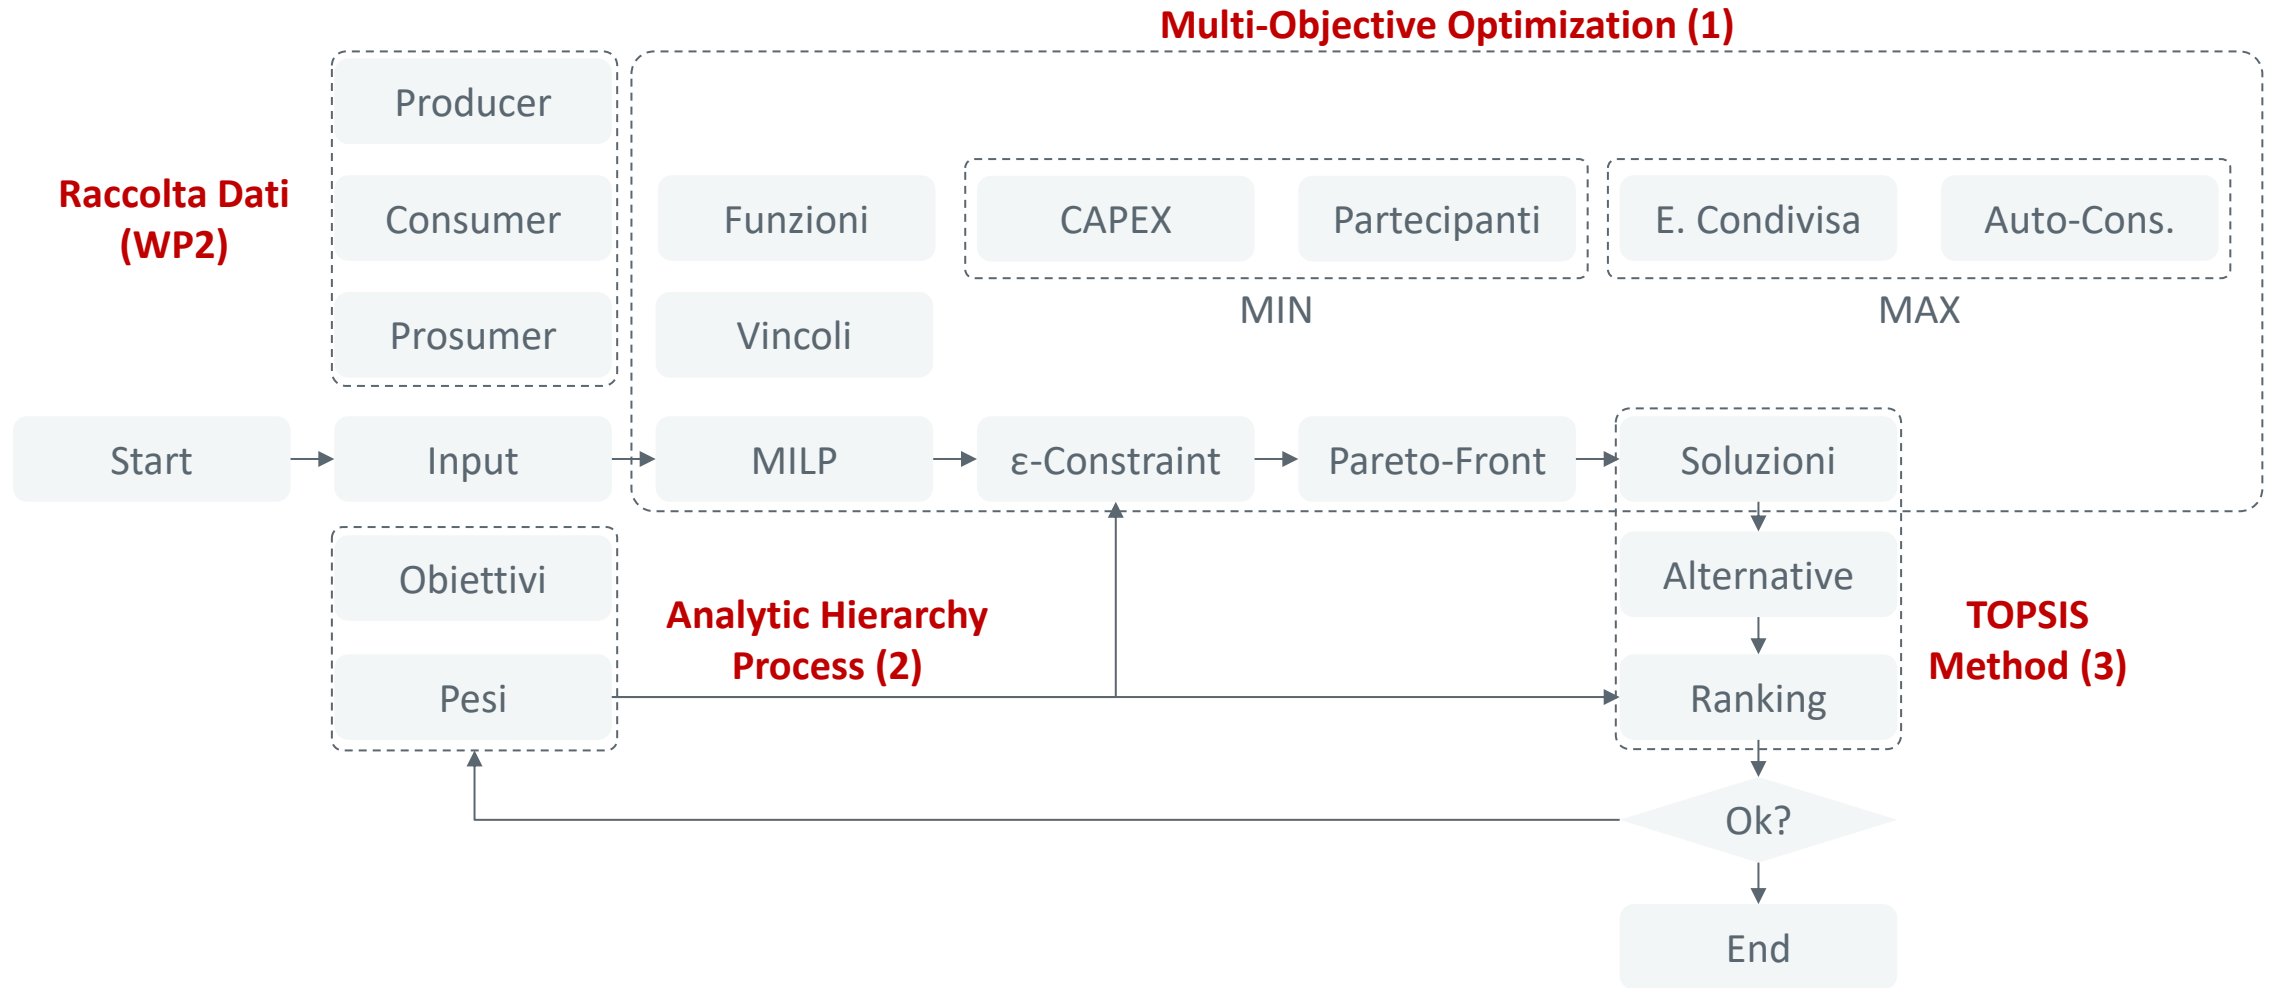 Multi-Objective Optimization (1)
Producer
Raccolta Dati
(WP2)
Consumer
Funzioni
CAPEX
Partecipanti
E. Condivisa
Auto-Cons.
Prosumer
Vincoli
MIN
MAX
Start
Input
MILP
ε-Constraint
Pareto-Front
Soluzioni
Obiettivi
Alternative
Analytic Hierarchy
Process (2)
TOPSIS
Method (3)
Pesi
Ranking
Ok?
End